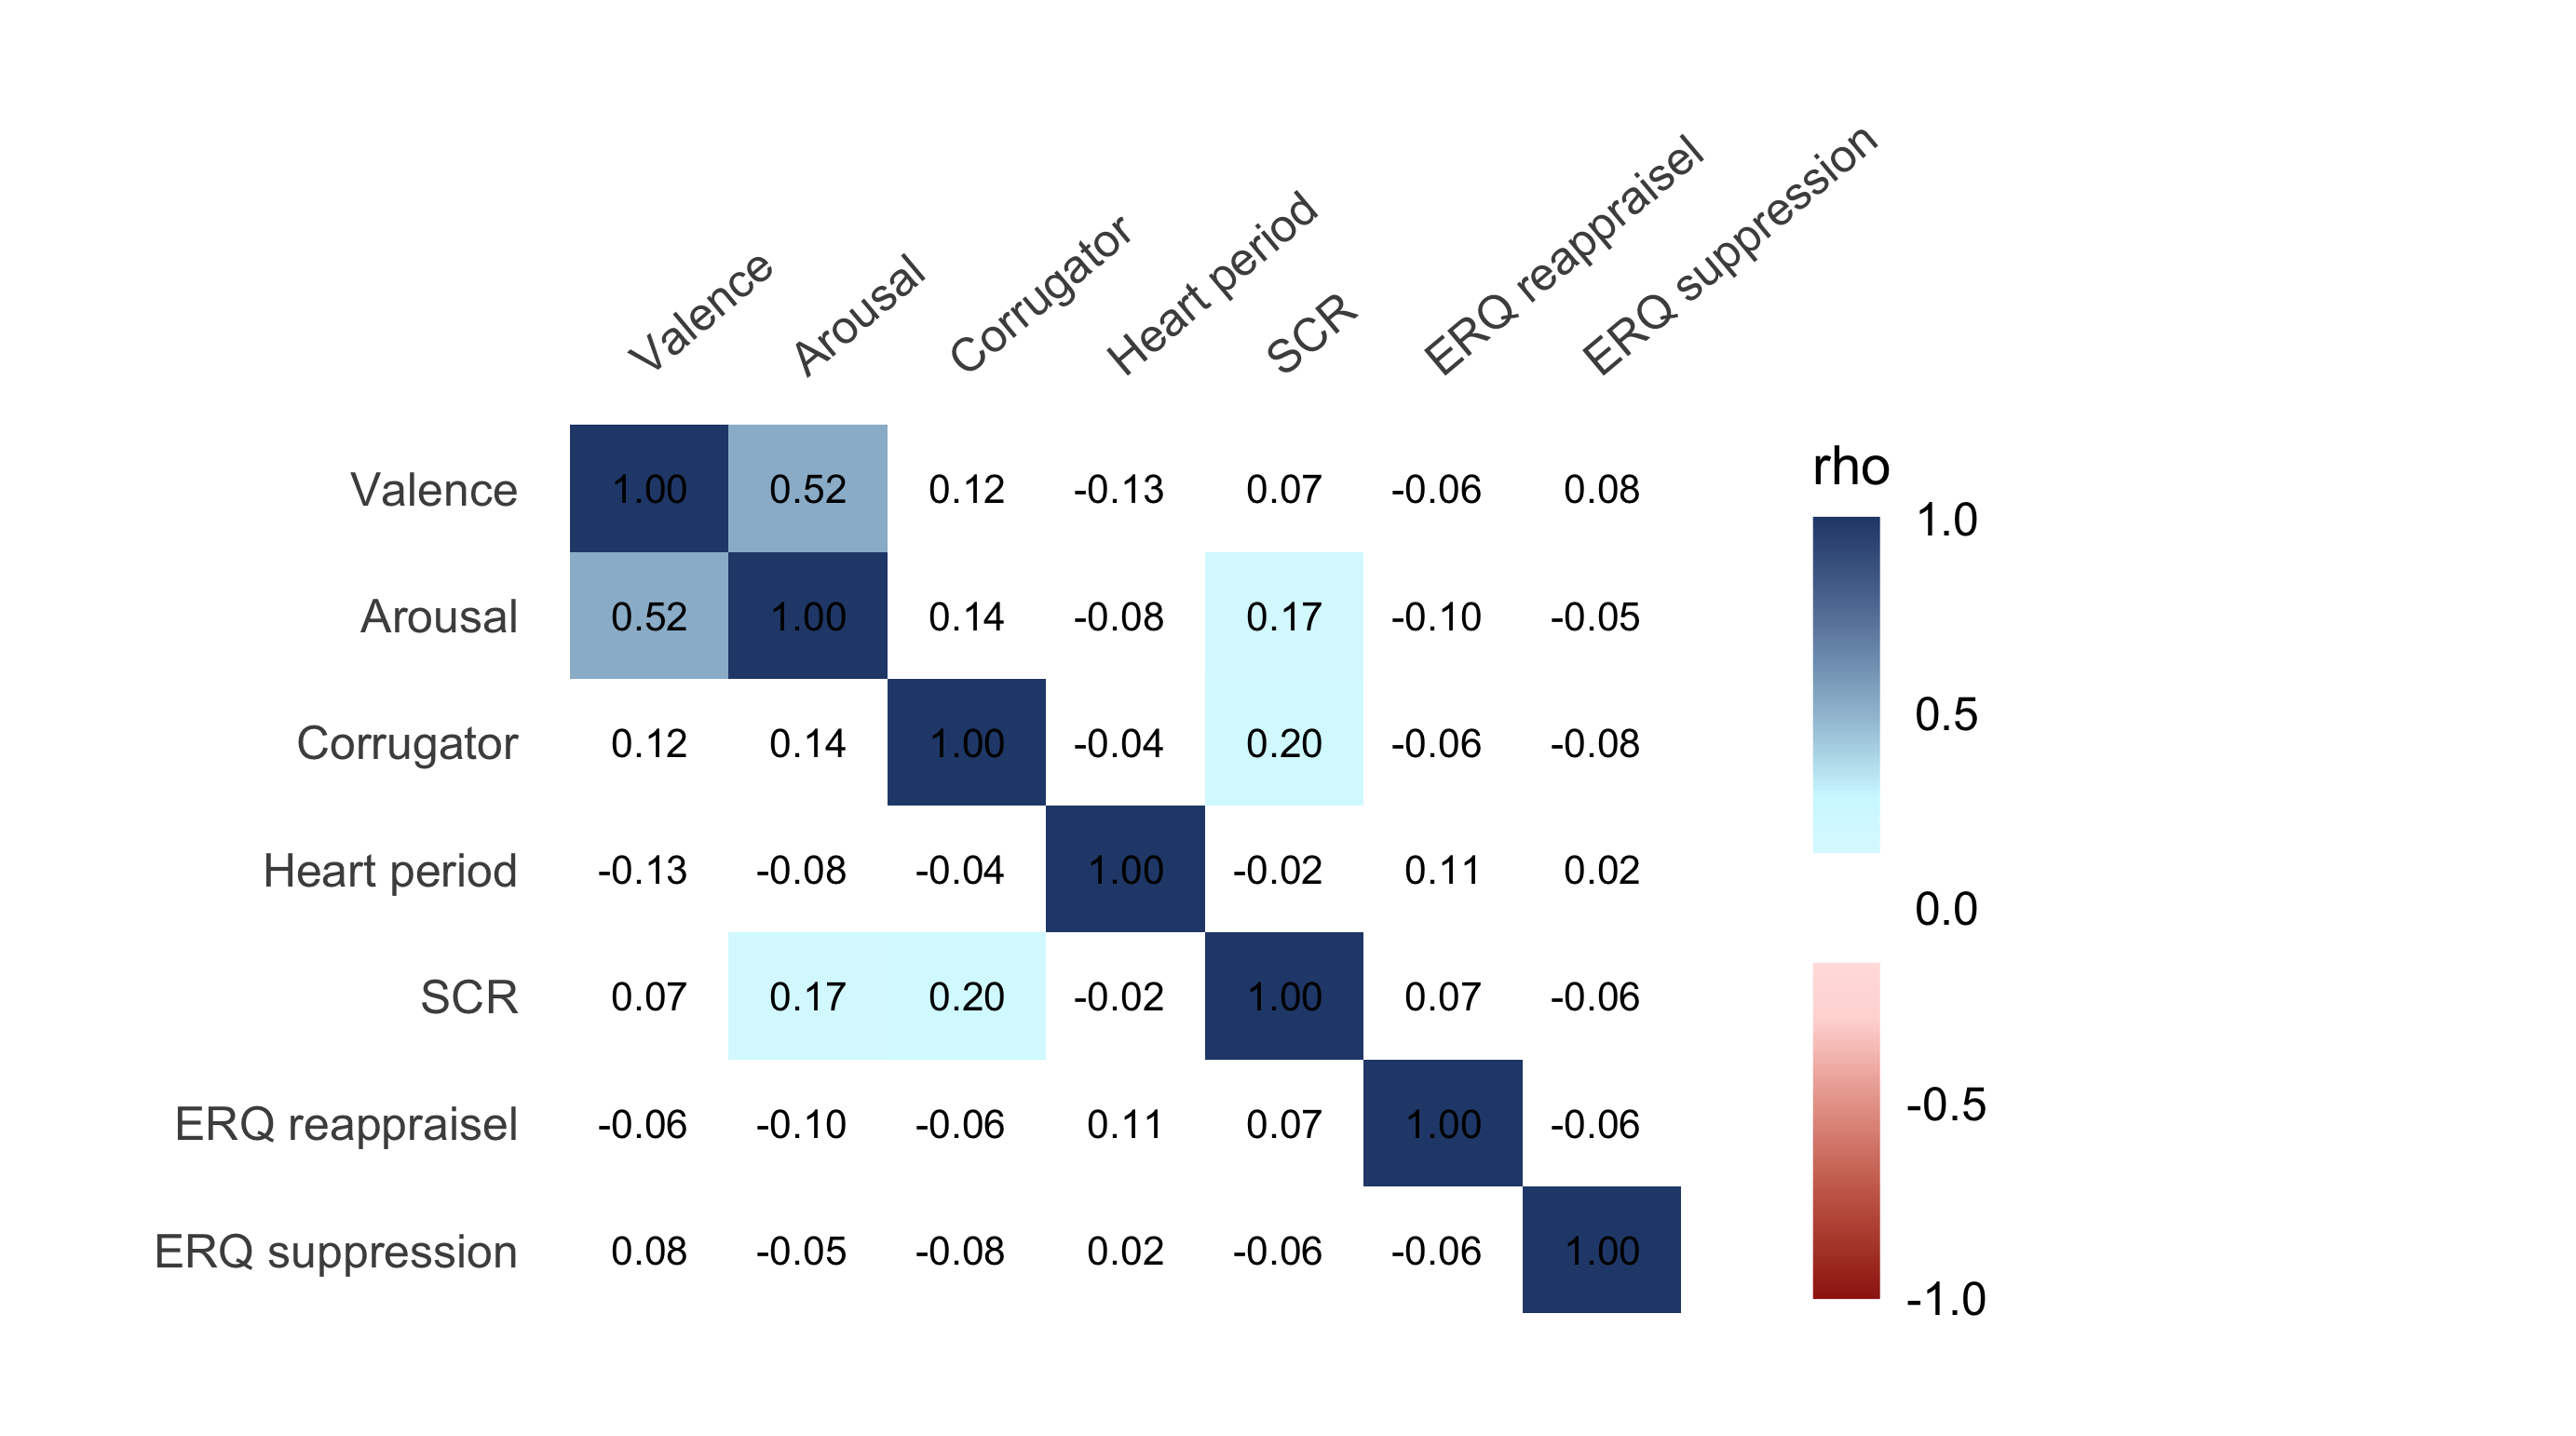 Valence
Arousal
Corrugator
Heart period
SCR
ERQ reappraisel
ERQ suppression
Valence 1.00 0.52 0.12 -0.13 0.07 -0.06 0.08
Arousal 0.52 1.00 0.14 -0.08 0.17 -0.10 -0.05
Corrugator 0.12 0.14 1.00 -0.04 0.20 -0.06 -0.08
Heart period -0.13 -0.08 -0.04 1.00 -0.02 0.11 0.02
SCR 0.07 0.17 0.20 -0.02 1.00 0.07 -0.06
ERQ reappraisel -0.06 -0.10 -0.06 0.11 0.07 1.00 -0.06
ERQ suppression 0.08 -0.05 -0.08 0.02 -0.06 -0.06 1.00
rho
1.0
0.5
0.0
-0.5
-1.0